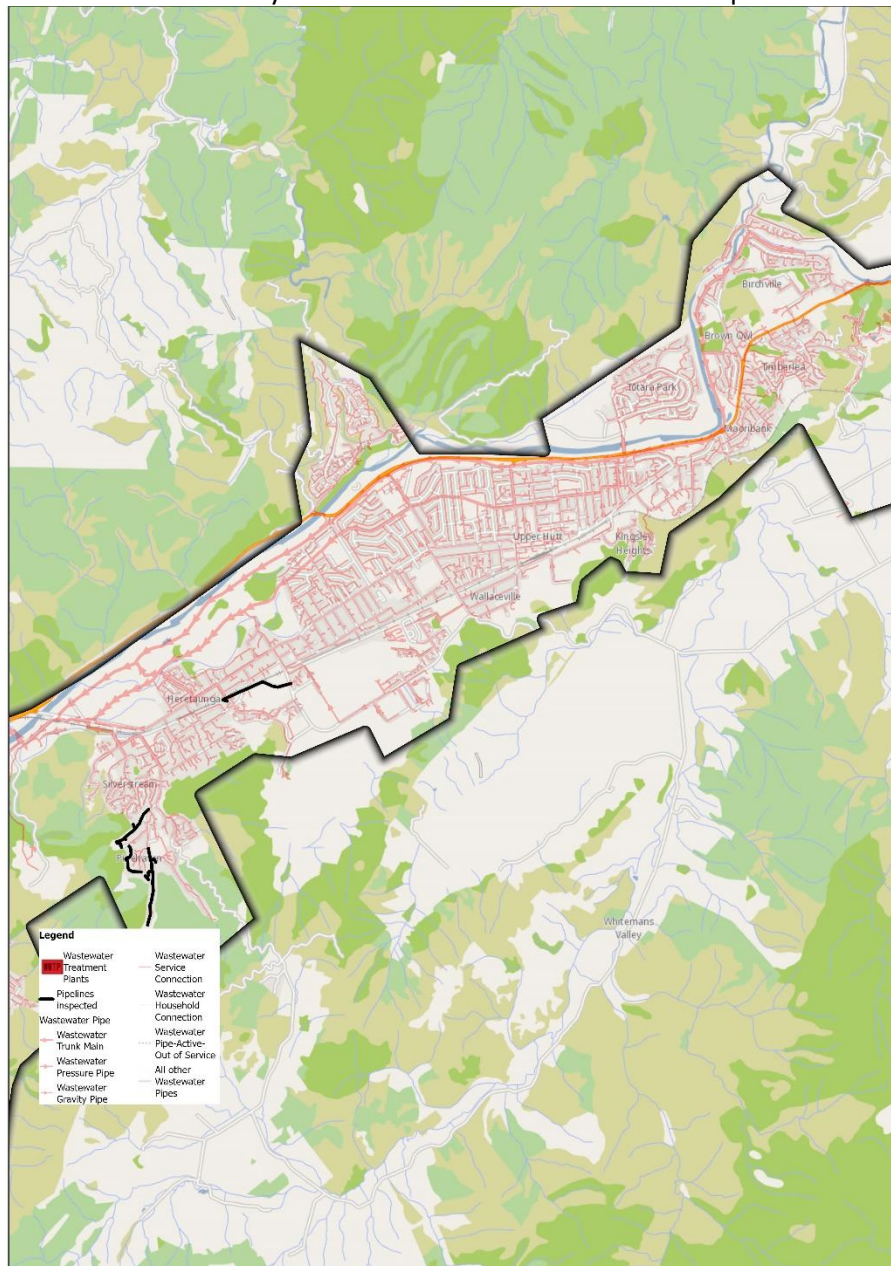 Birchville
Brown Owl
Timberlea
Totara Park
Maoribank
Upper Hutt
Kingsley
Heights
Wallaceville
Heretaunga
Silverstream
Pinehaven
Whitemans
Valley
Legend
WWTP
Wastewater
Treatment
Plants
Pipelines
Inspected
Wastewater Pipe
Wastewater
Trunk Main
Wastewater
Pressure Pipe
Wastewater
Gravity Pipe
Wastewater
Service
Connection
Wastewater
Household
Connection
Wastewater
Pipe-Active-
Out of Service
All other
Wastewater
Pipes